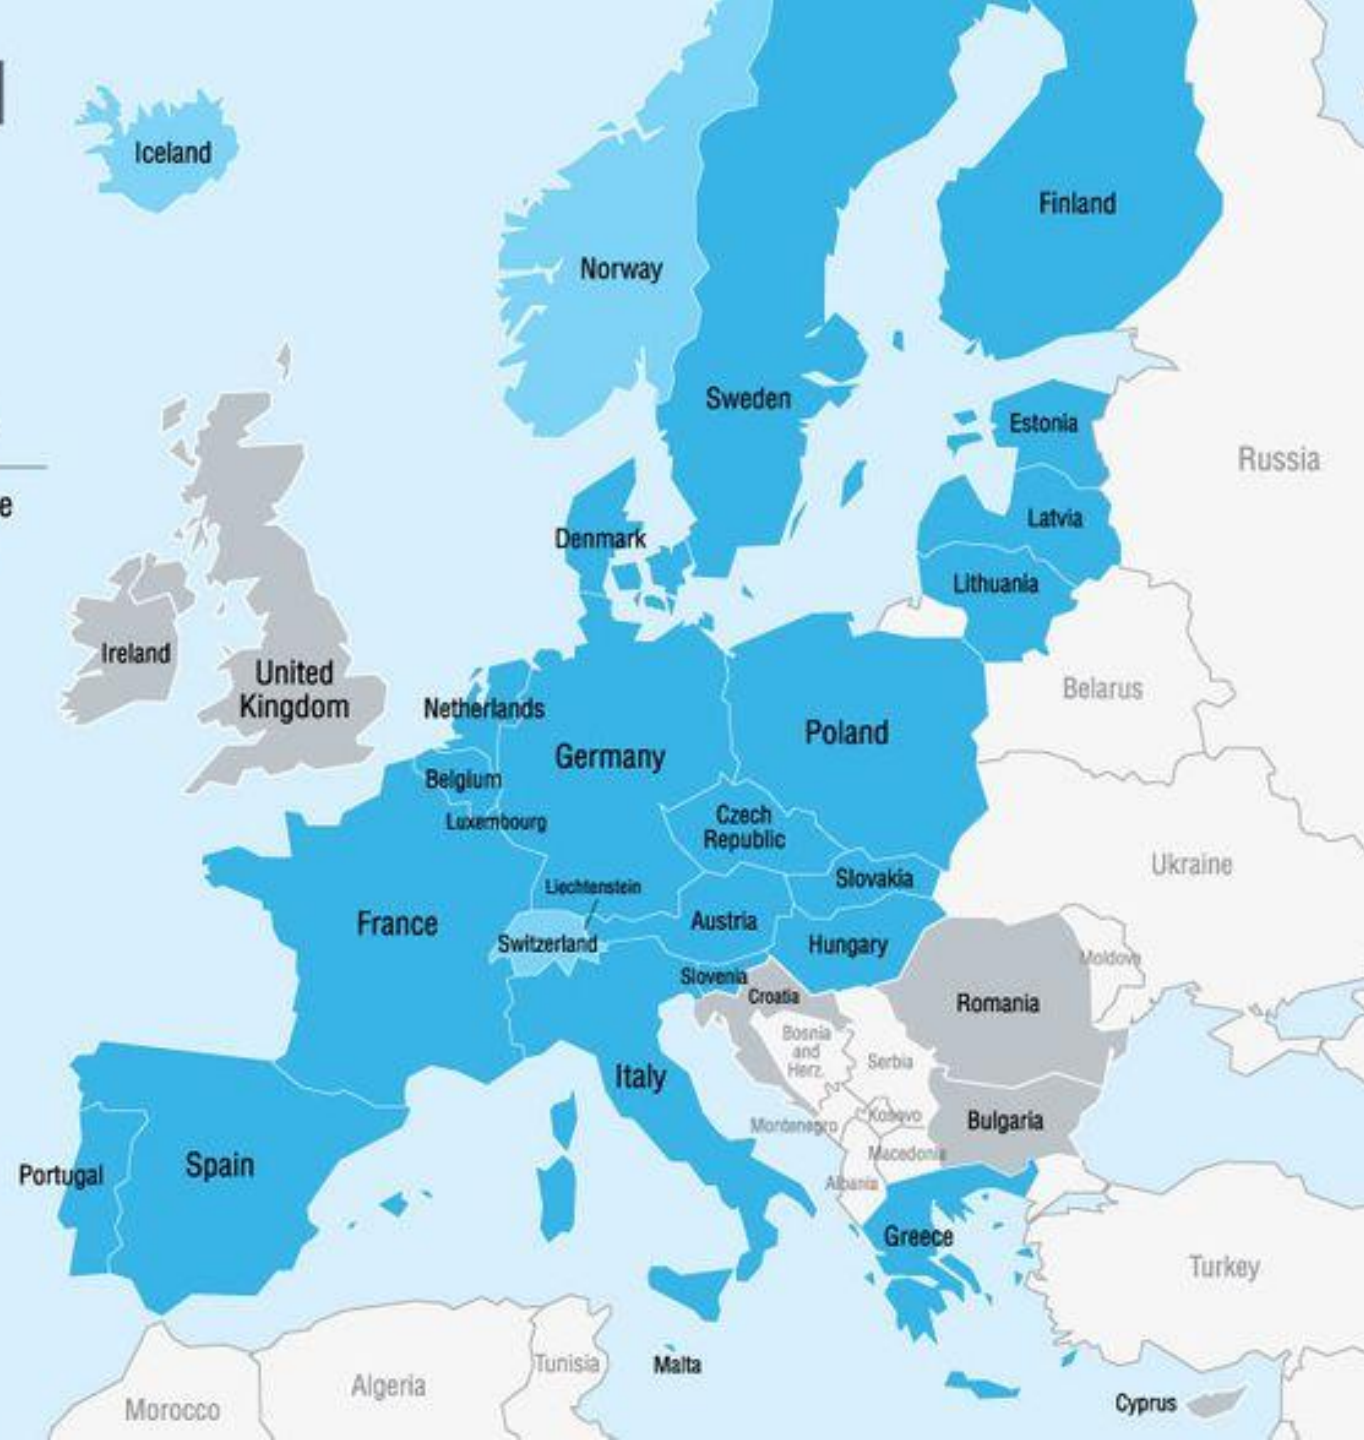 Iceland
Finland
Norway
Sweden
Estonia
Russia
e
Latvia
Denmark
Lithuania
Ireland
United
Kingdom
Belarus
Netherlands
Poland
Germany
Belgium
Czech
Republic
Luxembourg
Ukraine
Slovakia
Liechtenstein
France
Austria
Switzerland
Hungary
Moldova
Slovenia
Croatia
Romania
Bosnia
and
Herz.
Serbia
Italy
Kosovo
Bulgaria
Montenegro
Macedonia
Portugal
Spain
Albania
Greece
Turkey
Tunisia
Malta
Algeria
Cyprus
Morocco